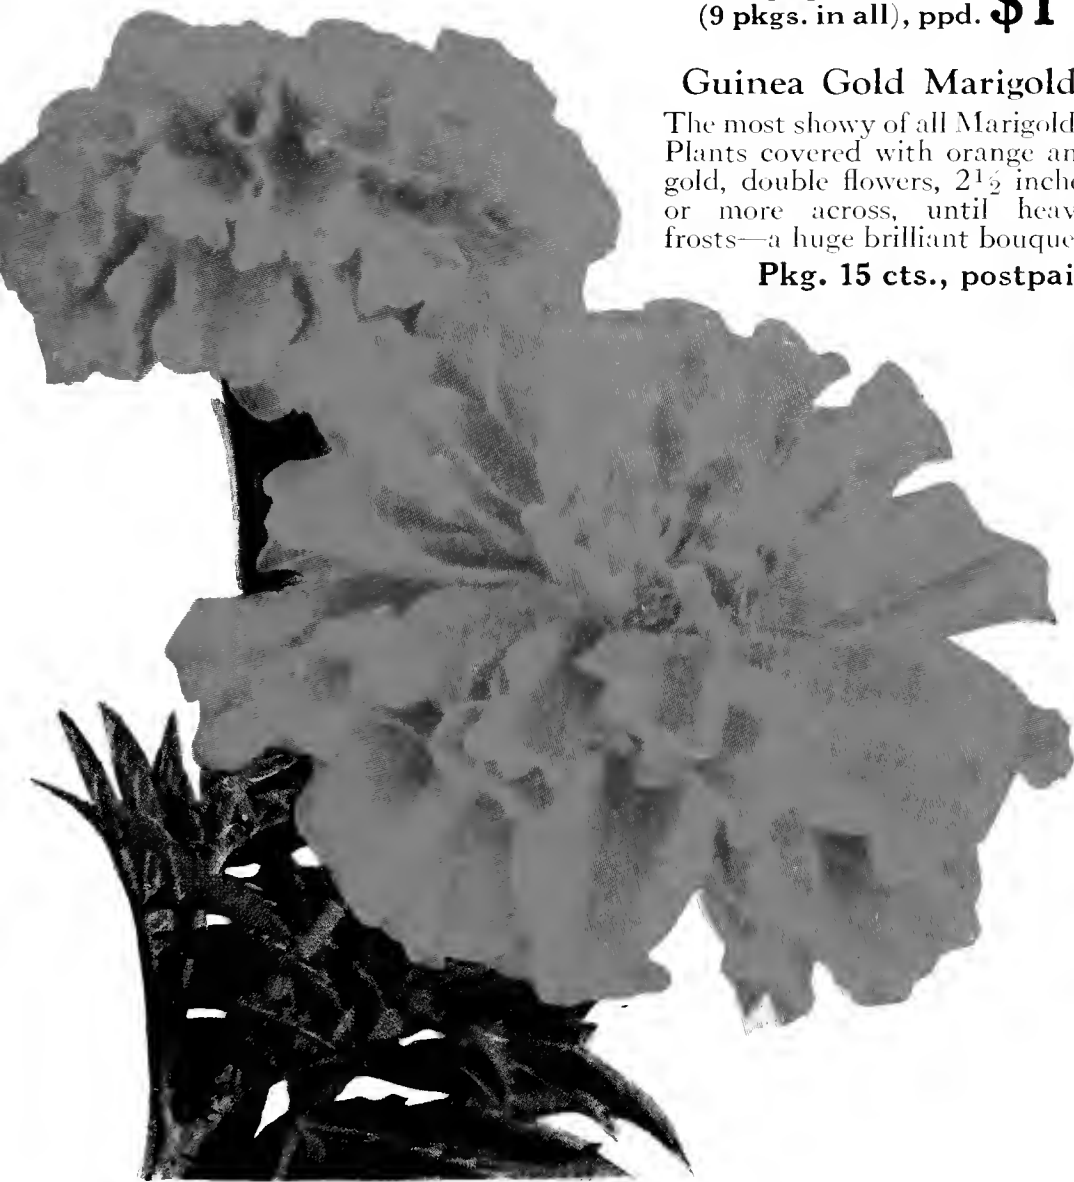 (9 pkgs. in all), ppd. $1
Guinea Gold Marigold
The most showy of all Marigold
Plants covered with orange an
gold, double flowers, 2½ inche
or more across, until heav
frosts—a huge brilliant bouque
Pkg. 15 cts., postpai